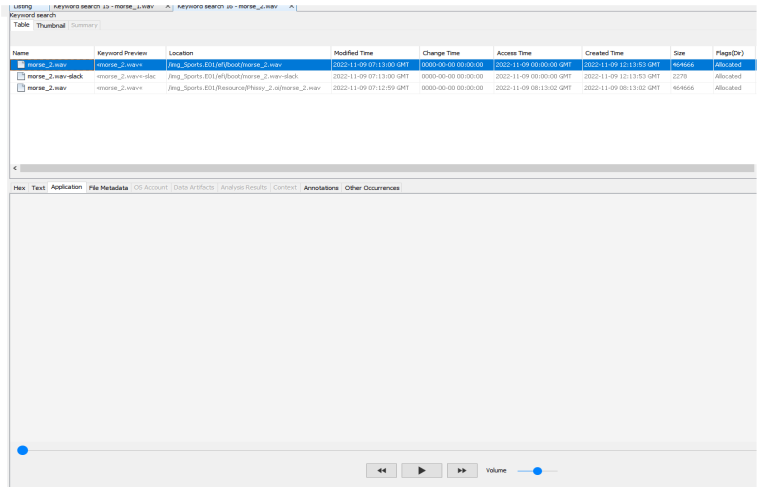 Listing Keyword search 15 - morse_1.wav × Keyword search 16 - morse_2.wav ×
Keyword search
Table Thumbnail Summary
Name Keyword Preview Location Modified Time Change Time Access Time Created Time Size Flags(Dir)
morse_2.wav «morse_2.wav« /img_Sports.E01/efi/boot/morse_2.wav 2022-11-09 07:13:00 GMT 0000-00-00 00:00:00 2022-11-09 00:00:00 GMT 2022-11-09 12:13:53 GMT 464666 Allocated
morse_2.wav-slack «morse_2.wav«-slac /img_Sports.E01/efi/boot/morse_2.wav-slack 2022-11-09 07:13:00 GMT 0000-00-00 00:00:00 2022-11-09 00:00:00 GMT 2022-11-09 12:13:53 GMT 2278 Allocated
morse_2.wav «morse_2.wav« /img_Sports.E01/Resource/Phissy_2.oi/morse_2.wav 2022-11-09 07:12:59 GMT 0000-00-00 00:00:00 2022-11-09 08:13:02 GMT 2022-11-09 08:13:02 GMT 464666 Allocated
Hex Text Application File Metadata OS Account Data Artifacts Analysis Results Context Annotations Other Occurrences
Volume